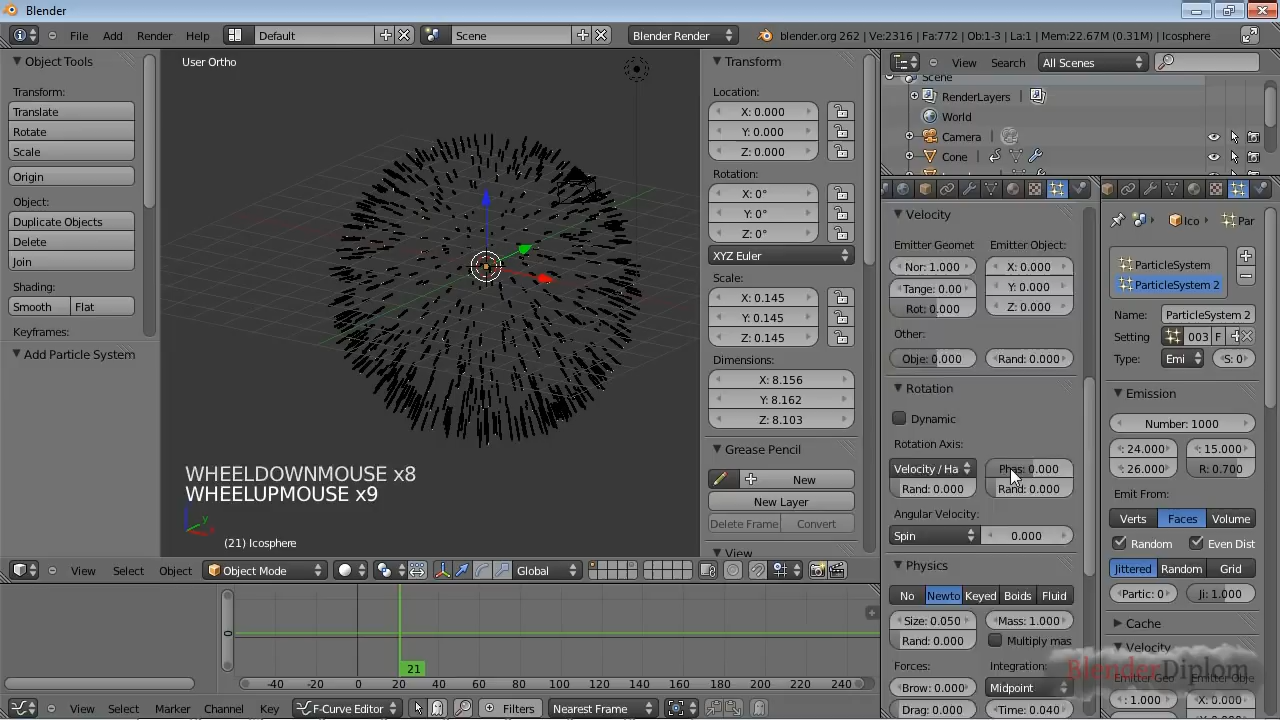 Blender
File Add Render Help Default Scene Blender Render blender.org 262 | Ve:2316 | Fa:772 | Ob:1-3 | La:1 | Mem:22.67M (0.31M) | Icosphere
Object Tools
Transform:
Translate
Rotate
Scale
Origin
Object:
Duplicate Objects
Delete
Join
Shading:
Smooth Flat
Keyframes:
Add Particle System
User Ortho
WHEELDOWNMOUSE x8
WHEELUPMOUSE x9
(21) Icosphere
Transform
Location:
X: 0.000
Y: 0.000
Z: 0.000
Rotation:
X: 0°
Y: 0°
Z: 0°
XYZ Euler
Scale:
X: 0.145
Y: 0.145
Z: 0.145
Dimensions:
X: 8.156
Y: 8.162
Z: 8.103
Grease Pencil
New
New Layer
Delete Frame Convert
View
View Search All Scenes
Scene
RenderLayers |
World
Camera |
Cone |
Velocity
Emitter Geomet Emitter Object:
Nor: 1.000 X: 0.000
Tange: 0.00 Y: 0.000
Rot: 0.000 Z: 0.000
Other:
Obje: 0.000 Rand: 0.000
Rotation
Dynamic
Rotation Axis:
Velocity / Ha Phas: 0.000
Rand: 0.000 Rand: 0.000
Angular Velocity:
Spin 0.000
Physics
No Newto Keyed Boids Fluid
Size: 0.050 Mass: 1.000
Rand: 0.000 Multiply mas
Forces: Integration:
Brow: 0.000 Midpoint
Drag: 0.000 Time: 0.040
Ico Par
ParticleSystem
ParticleSystem 2
Name: ParticleSystem 2
Setting 003 F
Type: Emi S: 0
Emission
Number: 1000
24.000 15.000
26.000 R: 0.700
Emit From:
Verts Faces Volume
Random Even Dist
Jittered Random Grid
Partic: 0 Ji: 1.000
Cache
Velocity
Emitter Geo Emitter Obje
: 1.000 X: 0.000
BlenderDiplom
View Select Object Object Mode Global
0
21
-40 -20 0 20 40 60 80 100 120 140 160 180 200 220 240
View Select Marker Channel Key F-Curve Editor Filters Nearest Frame